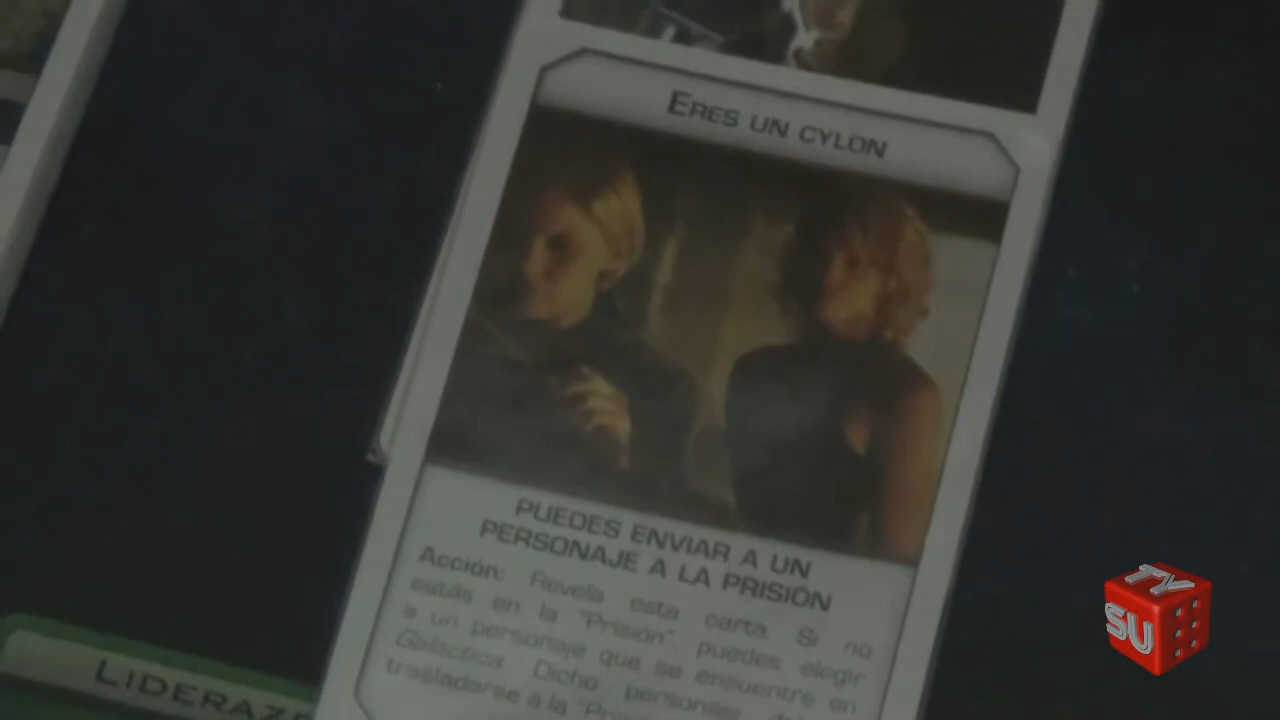 ERES UN CYLON
PUEDES ENVIAR A UN
PERSONAJE A LA PRISIÓN
Acción: Revela esta carta. Si no
estás en la "Prisión", puedes elegir
a un personaje que se encuentre en
Galáctica. Dicho personaje
trasladarse a la
LIDERAZ
TY
SU